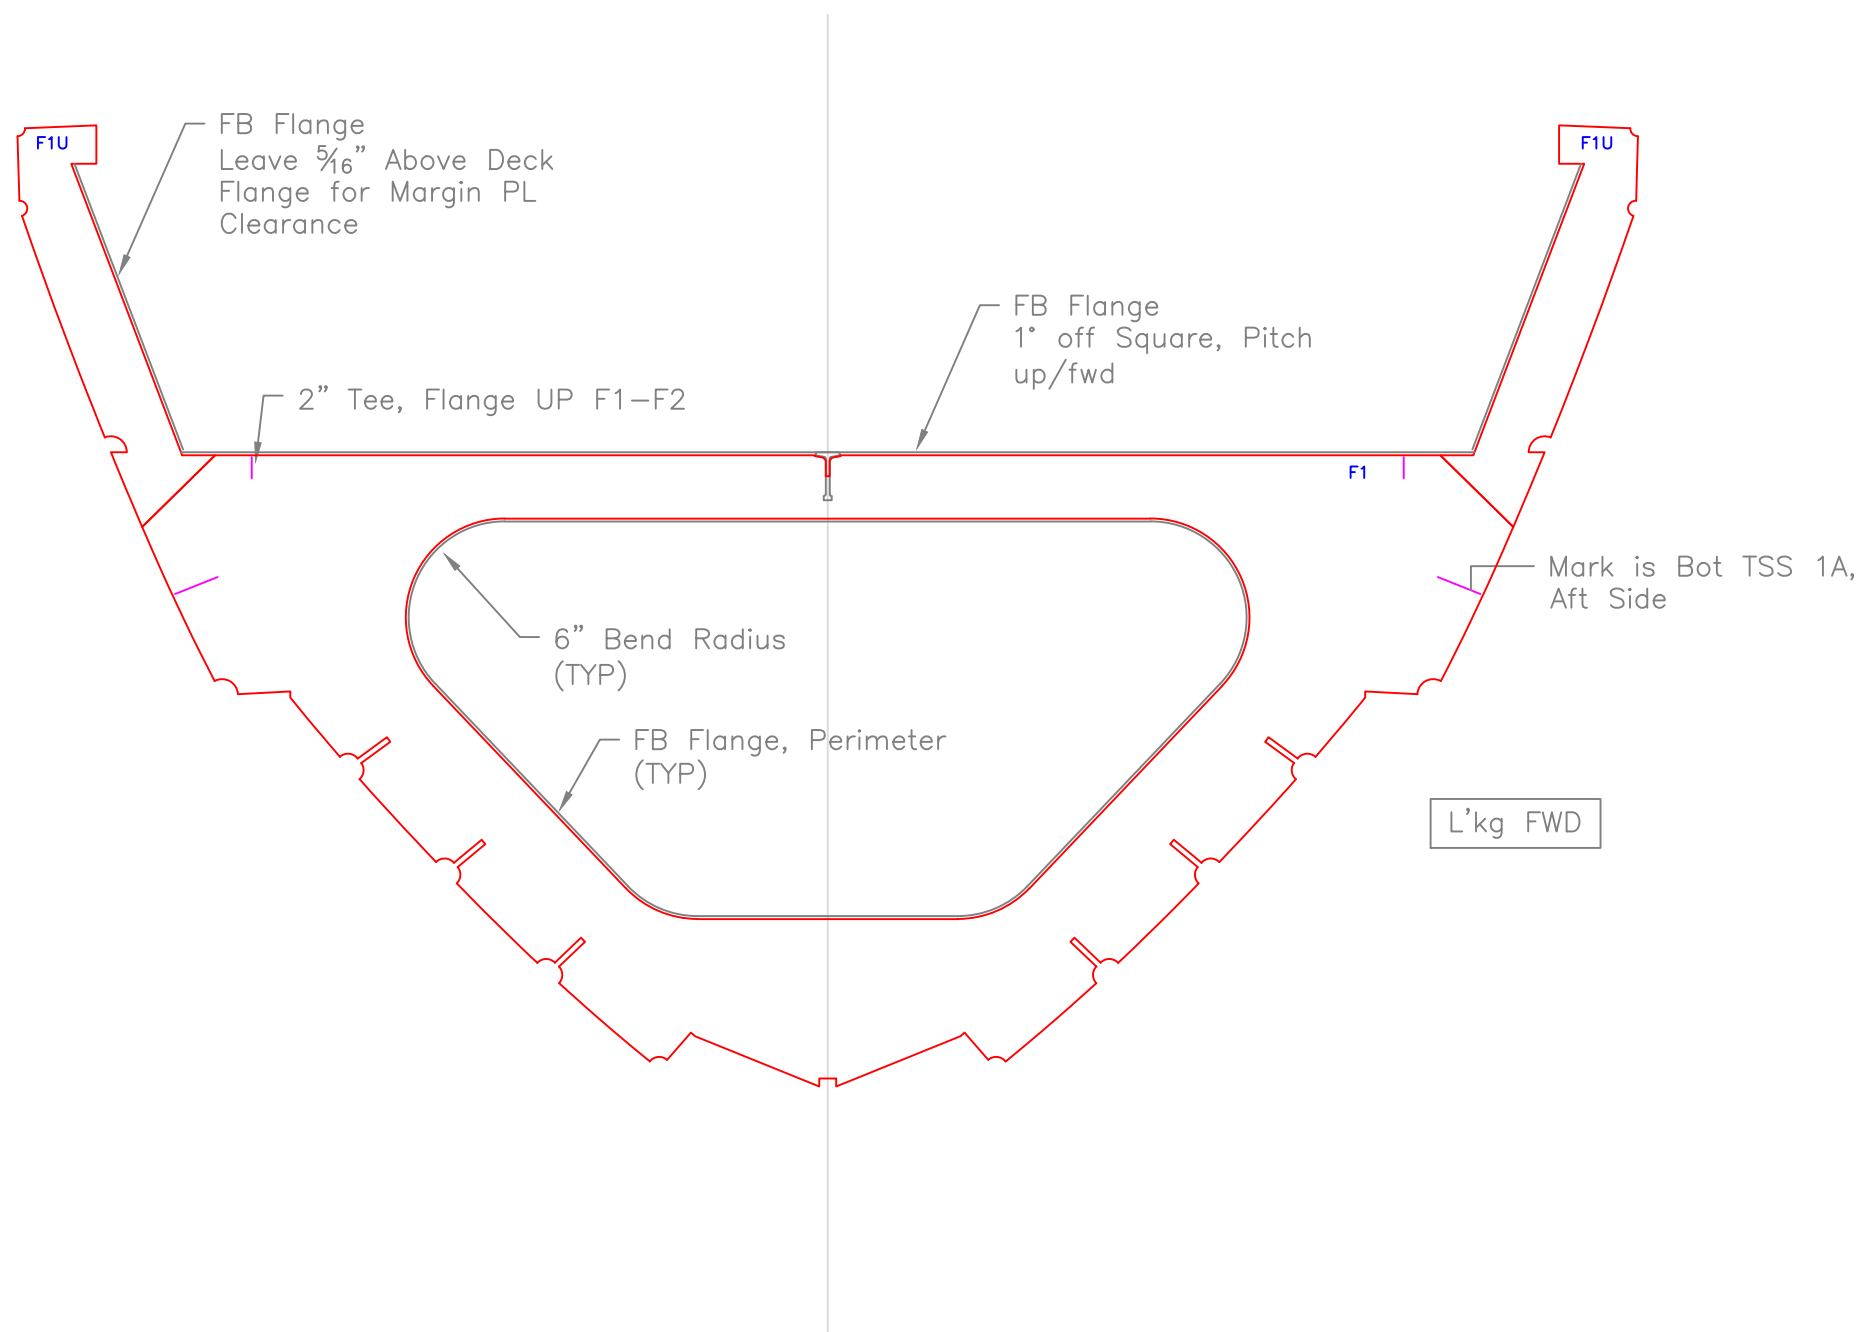 FB Flange
Leave 5/16" Above Deck
Flange for Margin PL
Clearance
F1U
F1U
FB Flange
1° off Square, Pitch
up/fwd
2" Tee, Flange UP F1-F2
F1
Mark is Bot TSS 1A,
Aft Side
6" Bend Radius
(TYP)
FB Flange, Perimeter
(TYP)
L'kg FWD